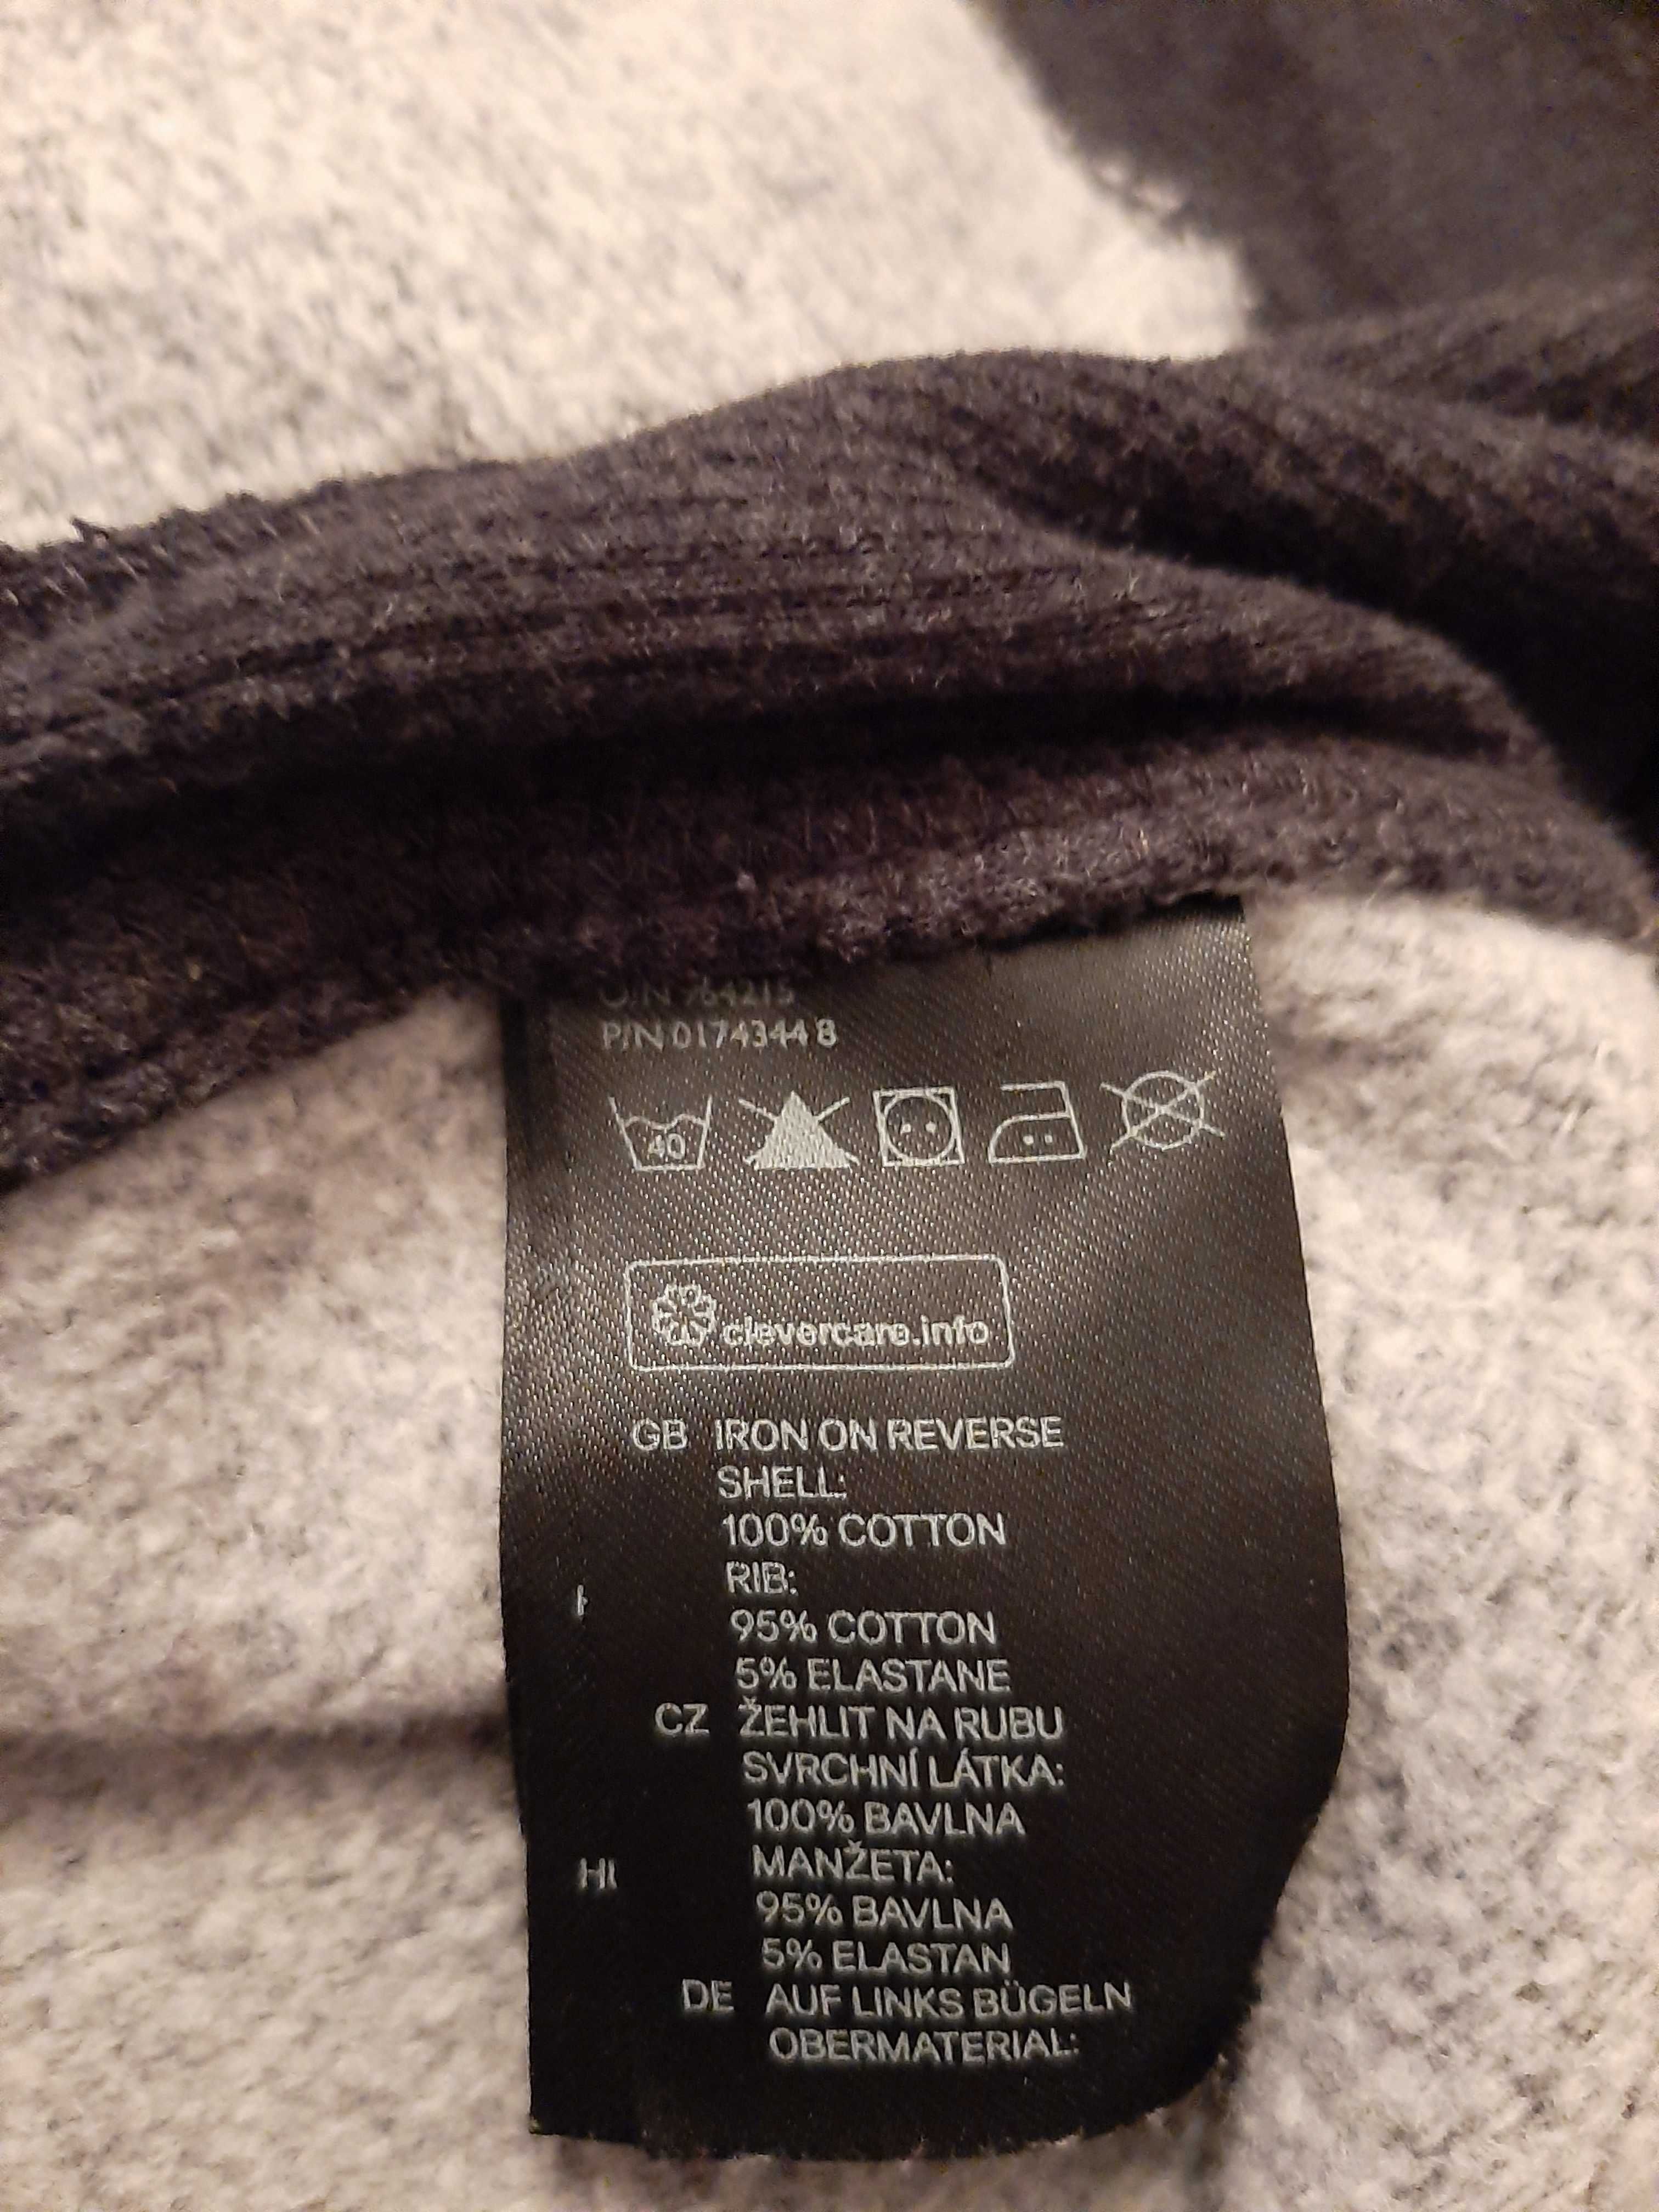 P/N 01743448
40
clevercare.info
GB IRON ON REVERSE
SHELL:
100% COTTON
RIB:
95% COTTON
5% ELASTANE
CZ ŽEHLIT NA RUBU
SVRCHNÍ LÁTKA:
100% BAVLNA
MANŽETA:
95% BAVLNA
5% ELASTAN
DE AUF LINKS BÜGELN
OBERMATERIAL: